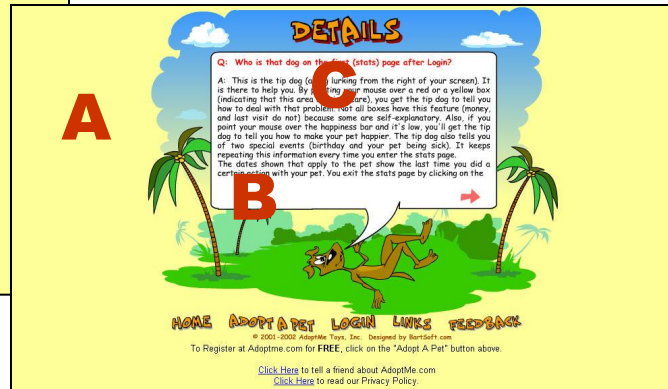 DETAILS
Q: Who is that dog on the first (stats) page after Login?
A: This is the tip dog ( lurking from the right of your screen). It
is there to help you. By your mouse over a red or a yellow box
(indicating that this area care), you get the tip dog to tell you
how to deal with that problem. Not all boxes have this feature (money,
and last visit do not) because some are self-explanatory. Also, if you
point your mouse over the happiness bar and it's low, you'll get the tip
dog to tell you how to make your pet happier. The tip dog also tells you
of two special events (birthday and your pet being sick). It keeps
repeating this information every time you enter the stats page.
The dates shown that apply to the pet show the last time you did a
certain action with your pet. You exit the stats page by clicking on the
A
B
C
HOME ADOPT A PET LOGIN LINKS FEEDBACK
© 2001-2002 AdoptMe Toys, Inc. Designed by BartSoft.com
To Register at Adoptme.com for FREE, click on the "Adopt A Pet" button above.
Click Here to tell a friend about AdoptMe.com
Click Here to read our Privacy Policy.